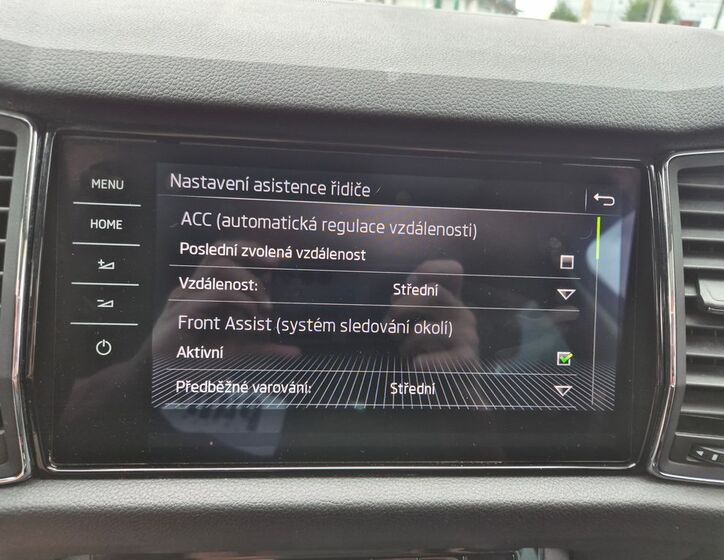 Nastavení asistence řidiče
MENU
ACC (automatická regulace vzdálenosti)
HOME
Poslední zvolená vzdálenost
Vzdálenost: Střední
Front Assist (systém sledování okolí)
Aktivní
Předběžné varování: Střední